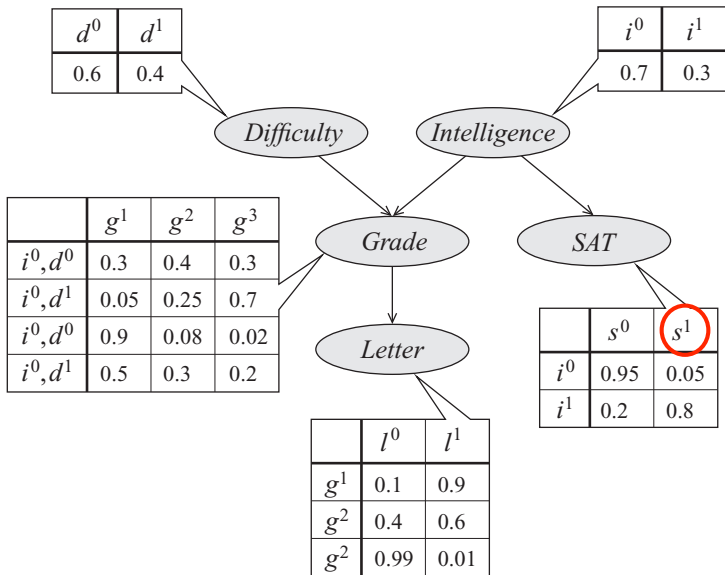 d⁰ d¹
0.6 0.4
i⁰ i¹
0.7 0.3
Difficulty
Intelligence
g¹ g² g³
i⁰,d⁰ 0.3 0.4 0.3
i⁰,d¹ 0.05 0.25 0.7
i⁰,d⁰ 0.9 0.08 0.02
i⁰,d¹ 0.5 0.3 0.2
Grade
SAT
s⁰ s¹
i⁰ 0.95 0.05
i¹ 0.2 0.8
Letter
l⁰ l¹
g¹ 0.1 0.9
g² 0.4 0.6
g² 0.99 0.01